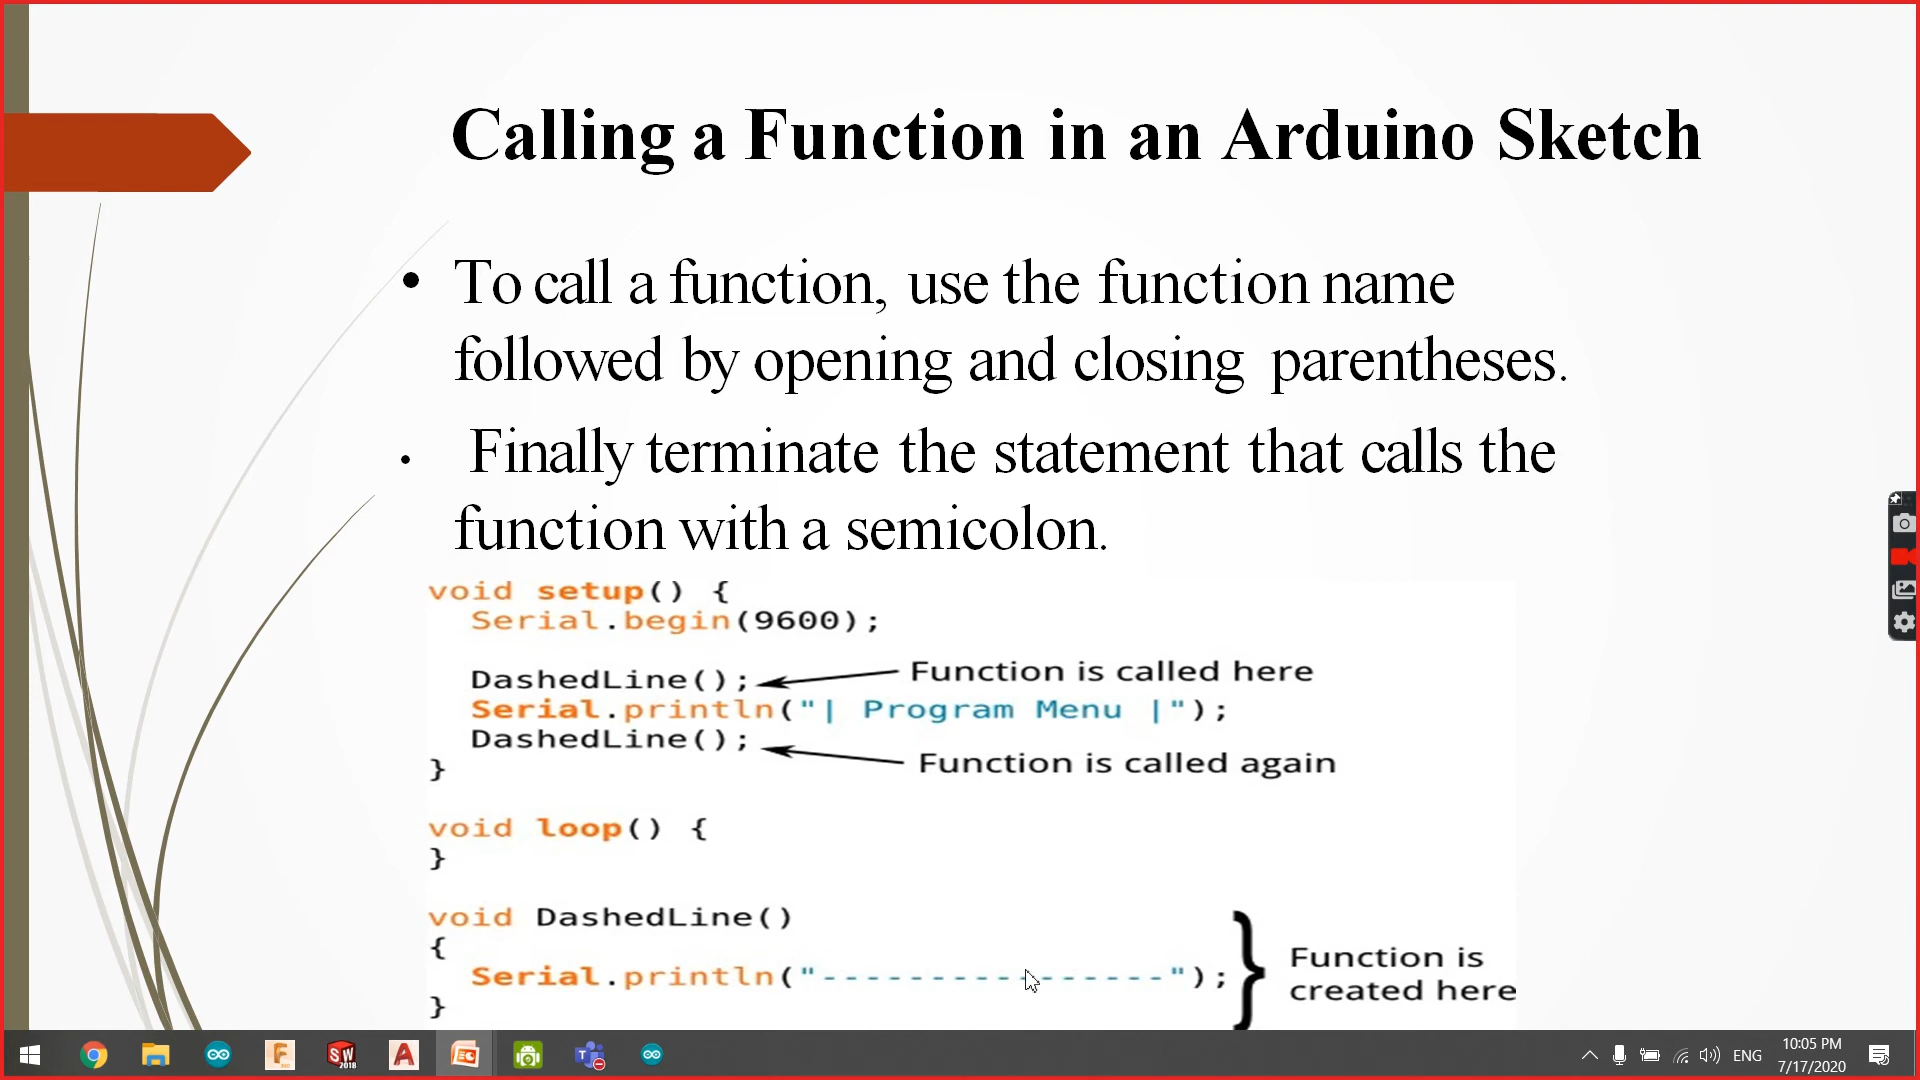 Calling a Function in an Arduino Sketch
• To call a function, use the function name
followed by opening and closing parentheses.
• Finally terminate the statement that calls the
function with a semicolon.
void setup() {
Serial.begin(9600);
DashedLine(); Function is called here
Serial.println("| Program Menu |");
DashedLine();
Function is called again
}
void loop() {
}
void DashedLine()
{
Serial.println("----------------");
}
Function is
created here
SW
2018
ENG
10:05 PM
7/17/2020